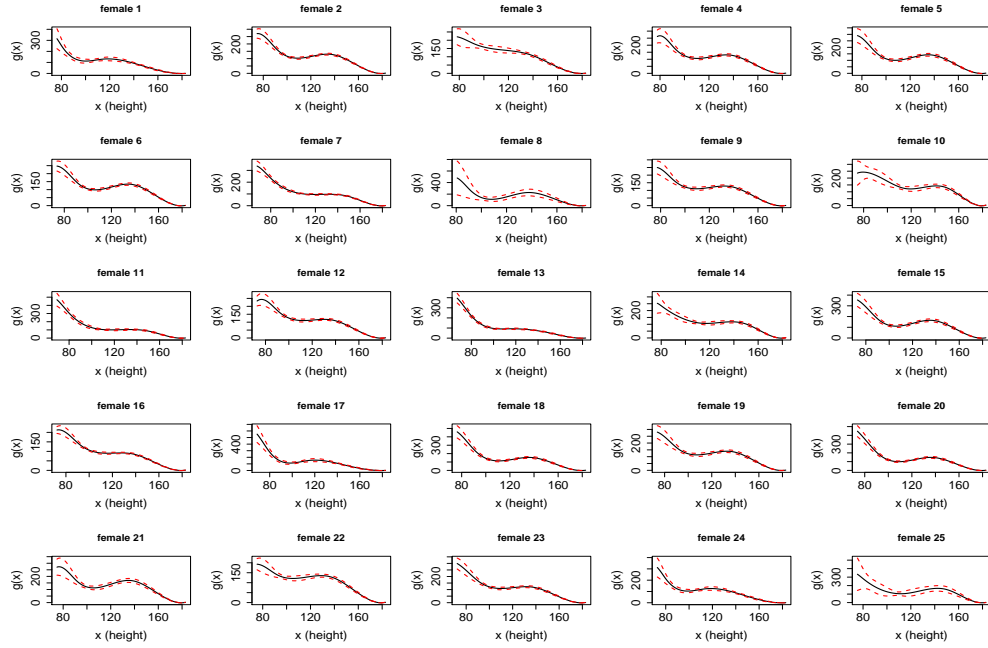 female 1
g(x)
0 300
80 120 160
x (height)
female 2
g(x)
0 150
80 120 160
x (height)
female 3
g(x)
0 150
80 120 160
x (height)
female 4
g(x)
0 200
80 120 160
x (height)
female 5
g(x)
0 200
80 120 160
x (height)
female 6
g(x)
0 150
80 120 160
x (height)
female 7
g(x)
0 200
80 120 160
x (height)
female 8
g(x)
0 400
80 120 160
x (height)
female 9
g(x)
0 150
80 120 160
x (height)
female 10
g(x)
0 150
80 120 160
x (height)
female 11
g(x)
0 300
80 120 160
x (height)
female 12
g(x)
0 150
80 120 160
x (height)
female 13
g(x)
0 300
80 120 160
x (height)
female 14
g(x)
0 200
80 120 160
x (height)
female 15
g(x)
0 300
80 120 160
x (height)
female 16
g(x)
0 150
80 120 160
x (height)
female 17
g(x)
0 400
80 120 160
x (height)
female 18
g(x)
0 300
80 120 160
x (height)
female 19
g(x)
0 200
80 120 160
x (height)
female 20
g(x)
0 300
80 120 160
x (height)
female 21
g(x)
0 200
80 120 160
x (height)
female 22
g(x)
0 150
80 120 160
x (height)
female 23
g(x)
0 200
80 120 160
x (height)
female 24
g(x)
0 200
80 120 160
x (height)
female 25
g(x)
0 300
80 120 160
x (height)